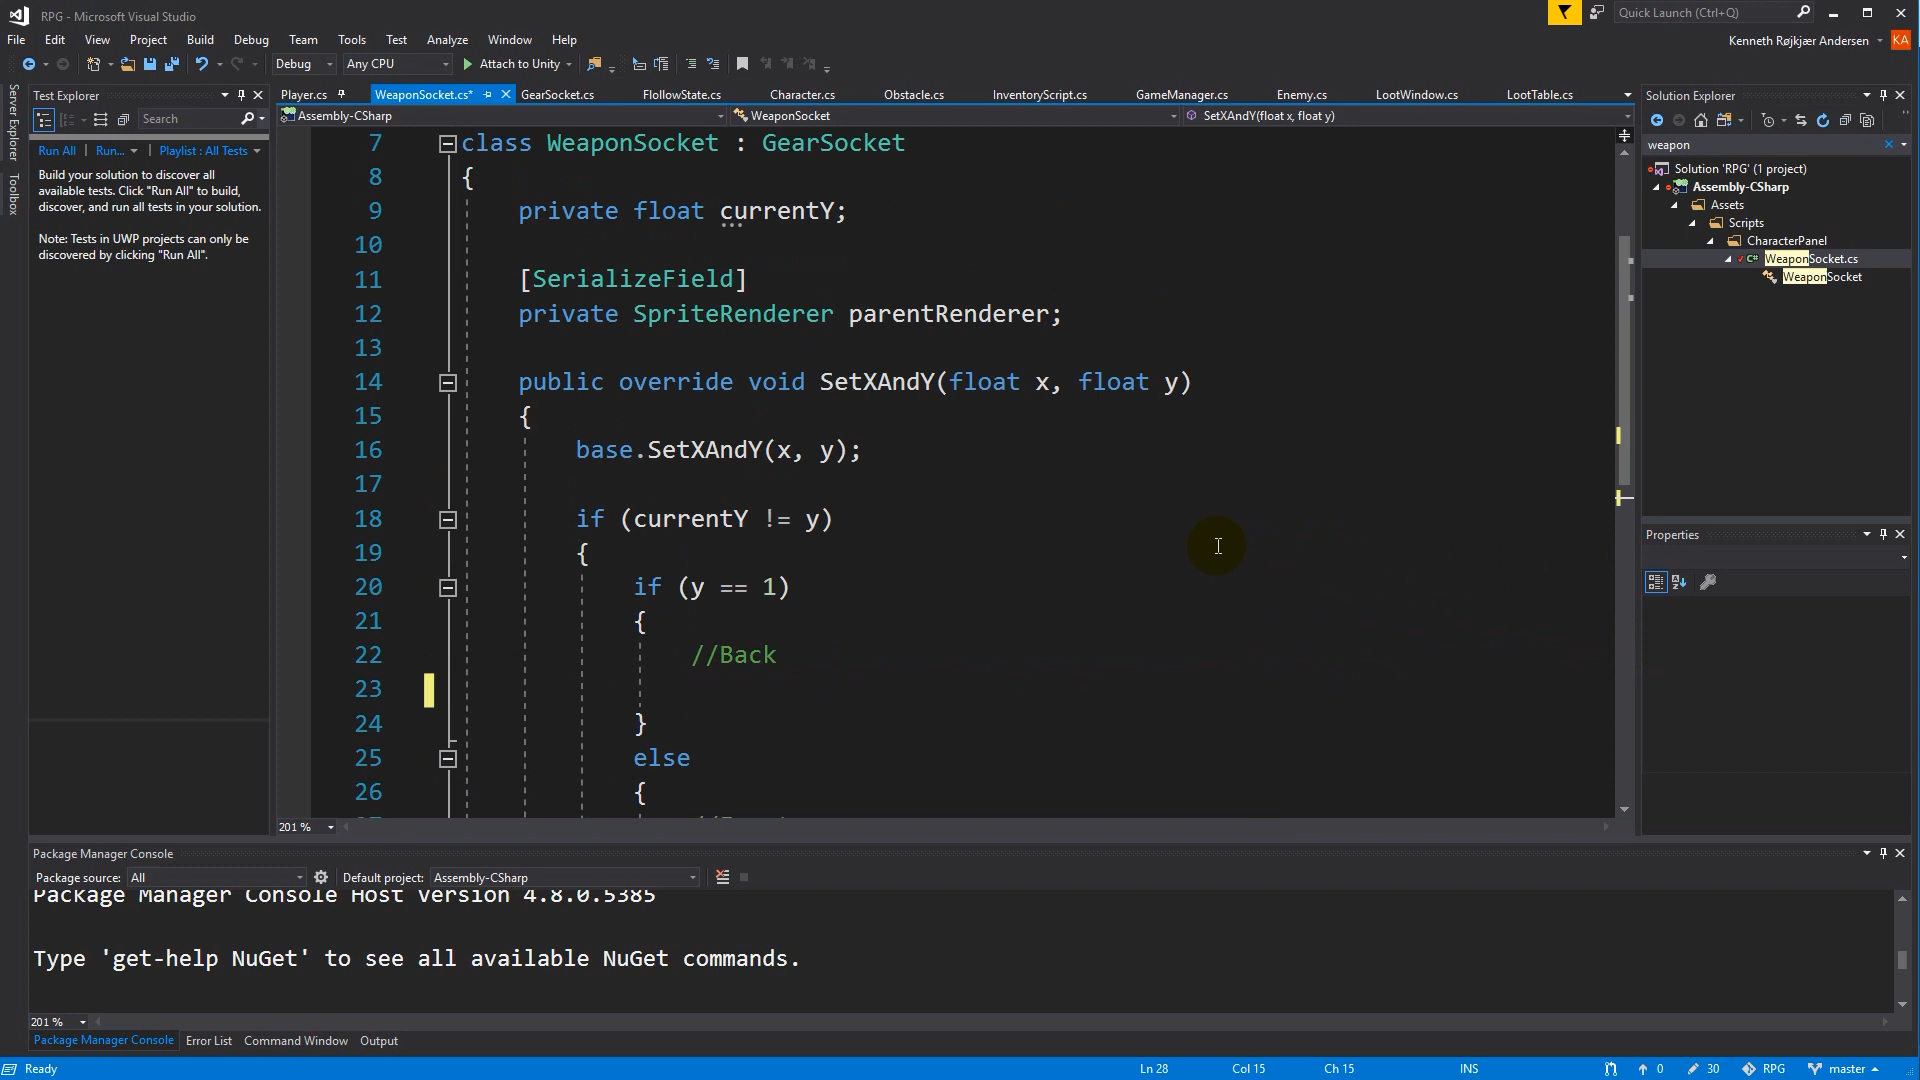 RPG - Microsoft Visual Studio
Quick Launch (Ctrl+Q)
File Edit View Project Build Debug Team Tools Test Analyze Window Help
Kenneth Røjkjær Andersen KA
Debug Any CPU Attach to Unity
Server Explorer
Toolbox
Test Explorer
Search
Run All Run... Playlist : All Tests
Build your solution to discover all
available tests. Click "Run All" to build,
discover, and run all tests in your solution.
Note: Tests in UWP projects can only be
discovered by clicking "Run All".
Player.cs WeaponSocket.cs* GearSocket.cs FlollowState.cs Character.cs Obstacle.cs InventoryScript.cs GameManager.cs Enemy.cs LootWindow.cs LootTable.cs
Assembly-CSharp WeaponSocket SetXAndY(float x, float y)
7 class WeaponSocket : GearSocket
8 {
9 private float currentY;
10
11 [SerializeField]
12 private SpriteRenderer parentRenderer;
13
14 public override void SetXAndY(float x, float y)
15 {
16 base.SetXAndY(x, y);
17
18 if (currentY != y)
19 {
20 if (y == 1)
21 {
22 //Back
23
24 }
25 else
26 {
201 %
Solution Explorer
weapon
Solution 'RPG' (1 project)
Assembly-CSharp
Assets
Scripts
CharacterPanel
WeaponSocket.cs
WeaponSocket
Properties
Package Manager Console
Package source: All Default project: Assembly-CSharp
Package Manager Console Host Version 4.8.0.5385
Type 'get-help NuGet' to see all available NuGet commands.
201 %
Package Manager Console Error List Command Window Output
Ready Ln 28 Col 15 Ch 15 INS 0 30 RPG master